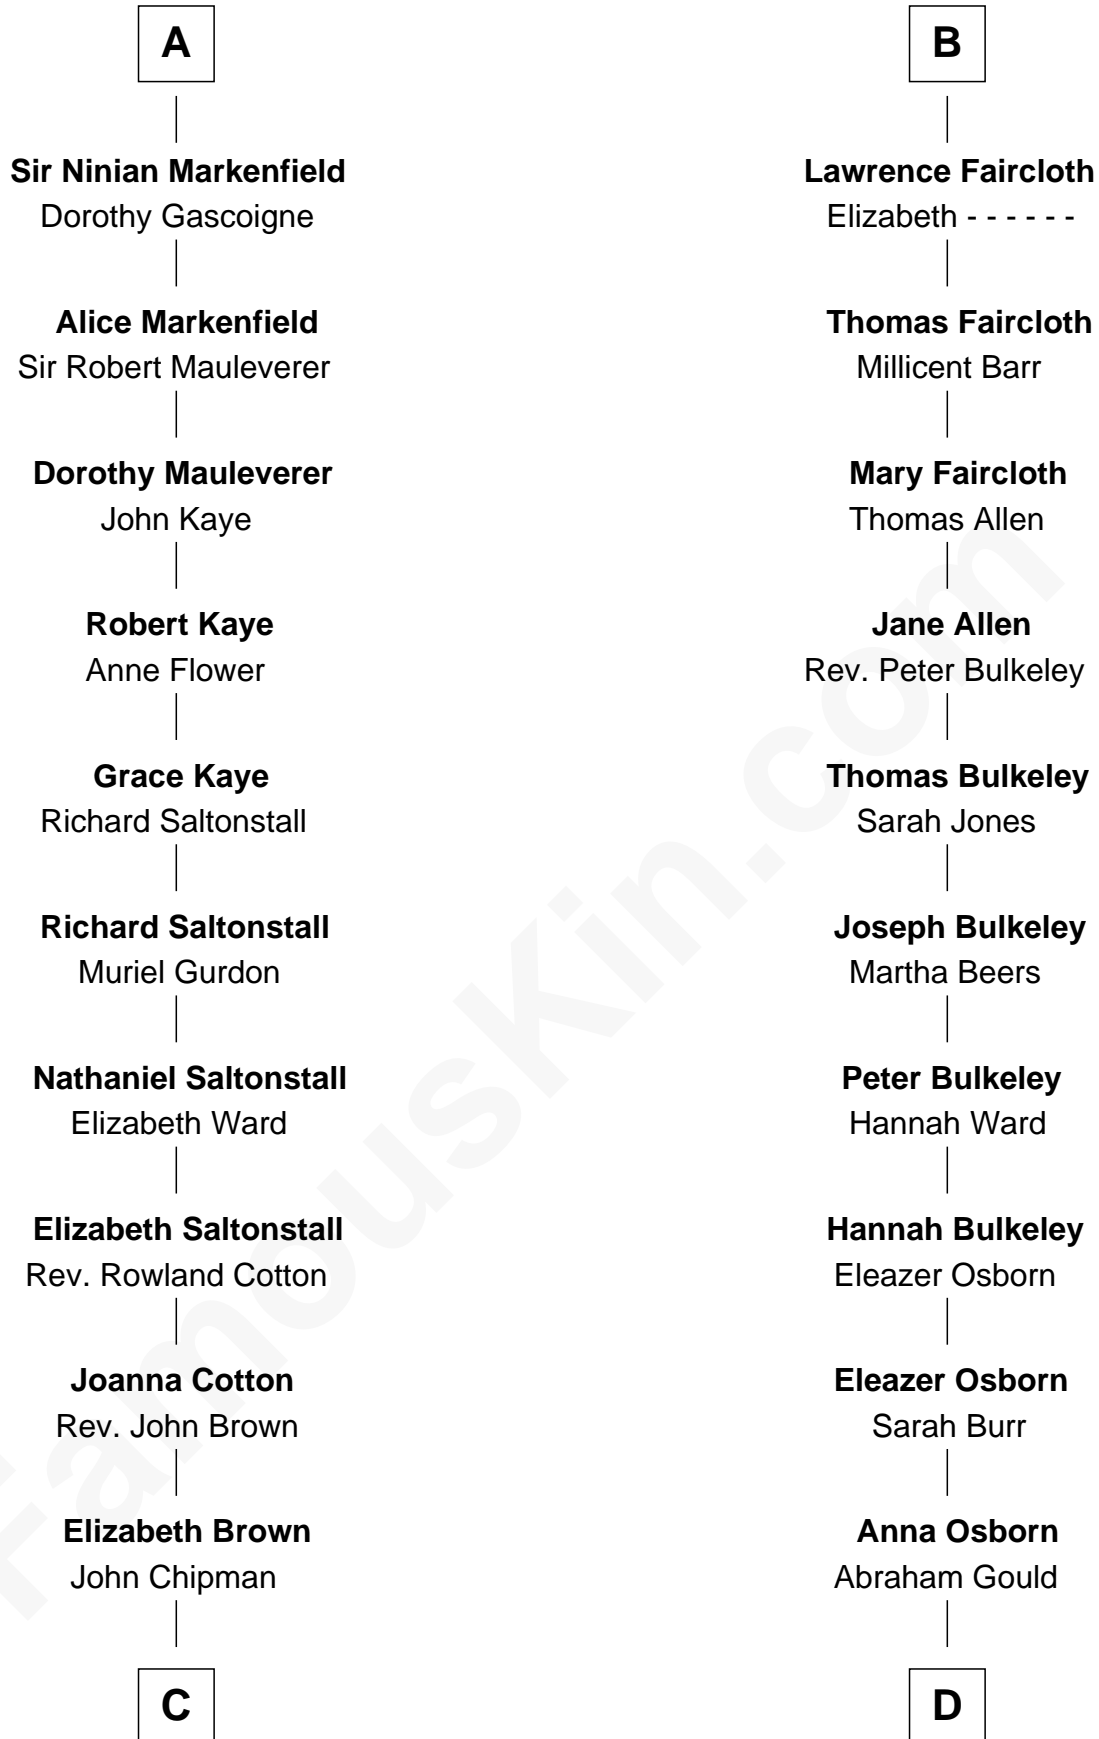 A
Sir Ninian Markenfield
Dorothy Gascoigne
Alice Markenfield
Sir Robert Mauleverer
Dorothy Mauleverer
John Kaye
Robert Kaye
Anne Flower
Grace Kaye
Richard Saltonstall
Richard Saltonstall
Muriel Gurdon
Nathaniel Saltonstall
Elizabeth Ward
Elizabeth Saltonstall
Rev. Rowland Cotton
Joanna Cotton
Rev. John Brown
Elizabeth Brown
John Chipman
C
B
Lawrence Faircloth
Elizabeth - - - - - -
Thomas Faircloth
Millicent Barr
Mary Faircloth
Thomas Allen
Jane Allen
Rev. Peter Bulkeley
Thomas Bulkeley
Sarah Jones
Joseph Bulkeley
Martha Beers
Peter Bulkeley
Hannah Ward
Hannah Bulkeley
Eleazer Osborn
Eleazer Osborn
Sarah Burr
Anna Osborn
Abraham Gould
D
FamousKin.com